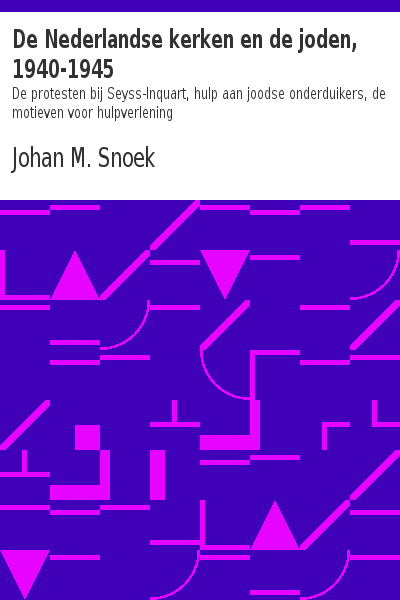 De Nederlandse kerken en de joden,
1940-1945
De protesten bij Seyss-Inquart, hulp aan joodse onderduikers, de
motieven voor hulpverlening
Johan M. Snoek